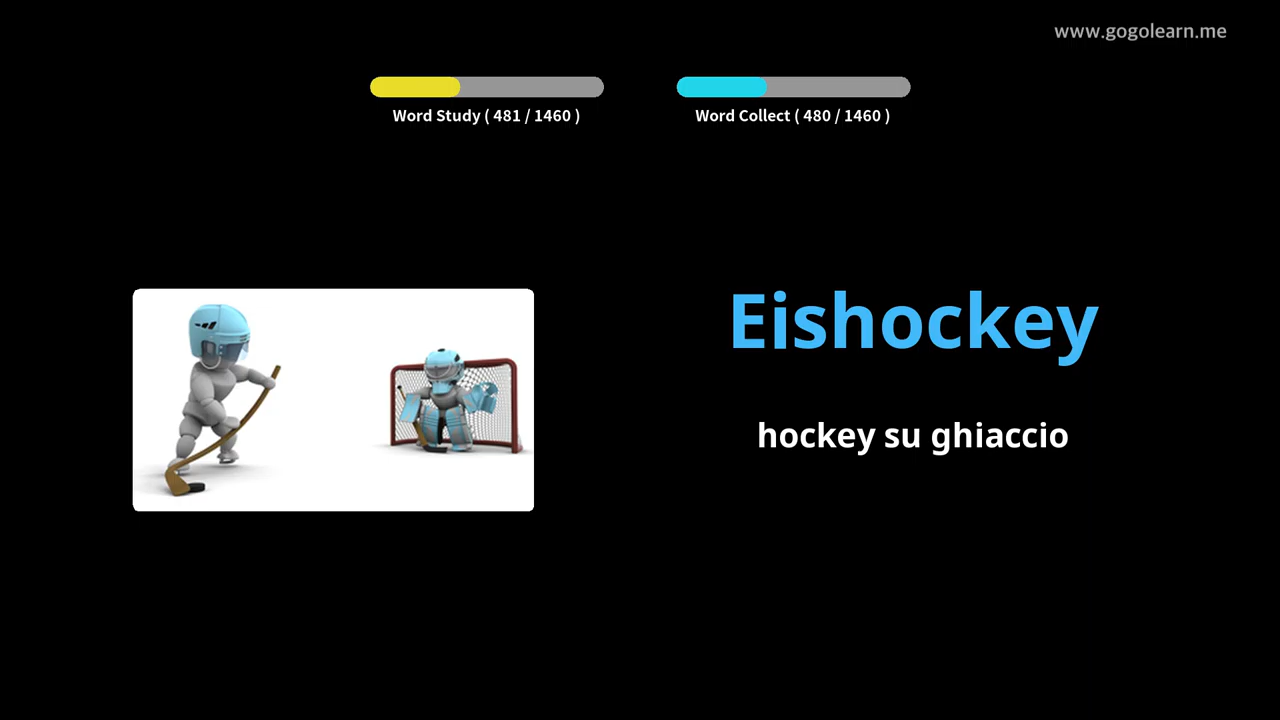 www.gogolearn.me
Word Study ( 481 / 1460 )
Word Collect ( 480 / 1460 )
Eishockey
hockey su ghiaccio